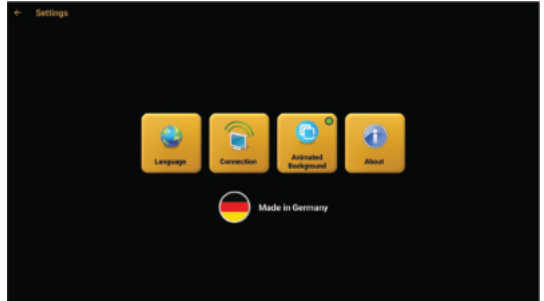 ← Settings
Language
Connection
Animated
Background
About
Made in Germany